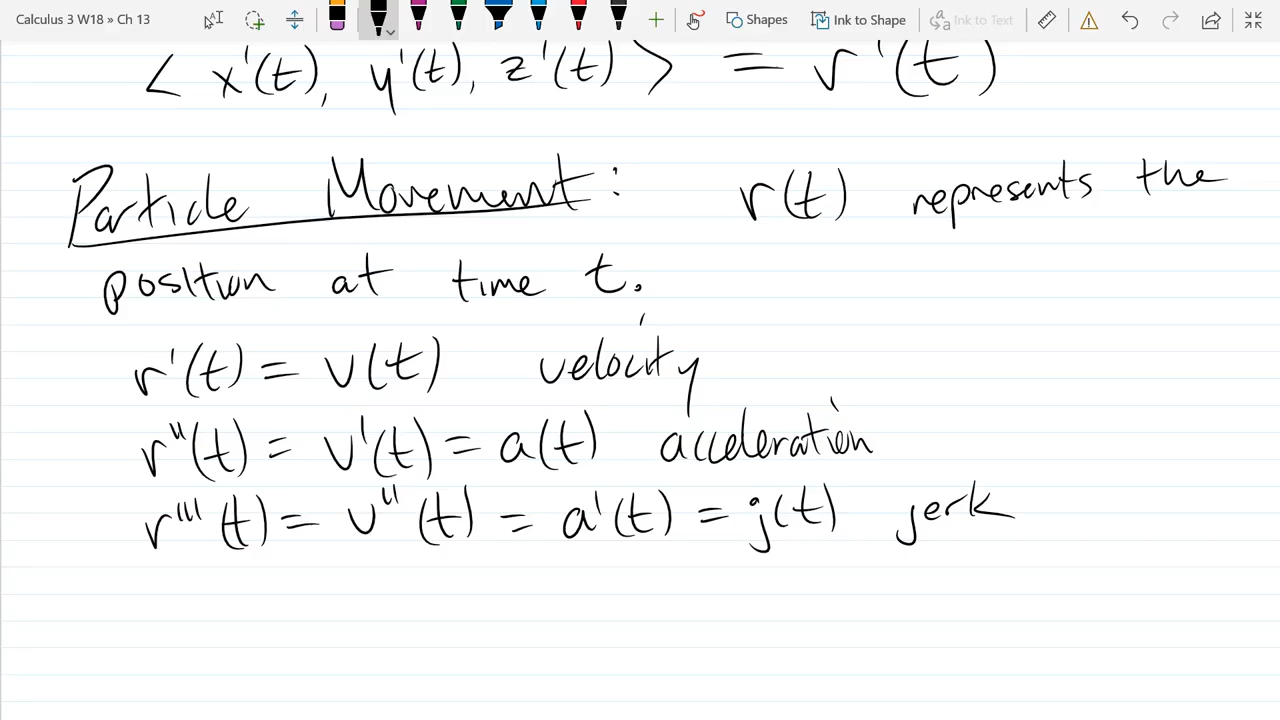 Calculus 3 W18 » Ch 13
Shapes
Ink to Shape
Ink to Text
< x'(t), y'(t), z'(t) > = r'(t)
Particle Movement: r(t) represents the
position at time t.
r'(t) = v(t) velocity
r''(t) = v'(t) = a(t) acceleration
r'''(t) = v''(t) = a'(t) = j(t) jerk